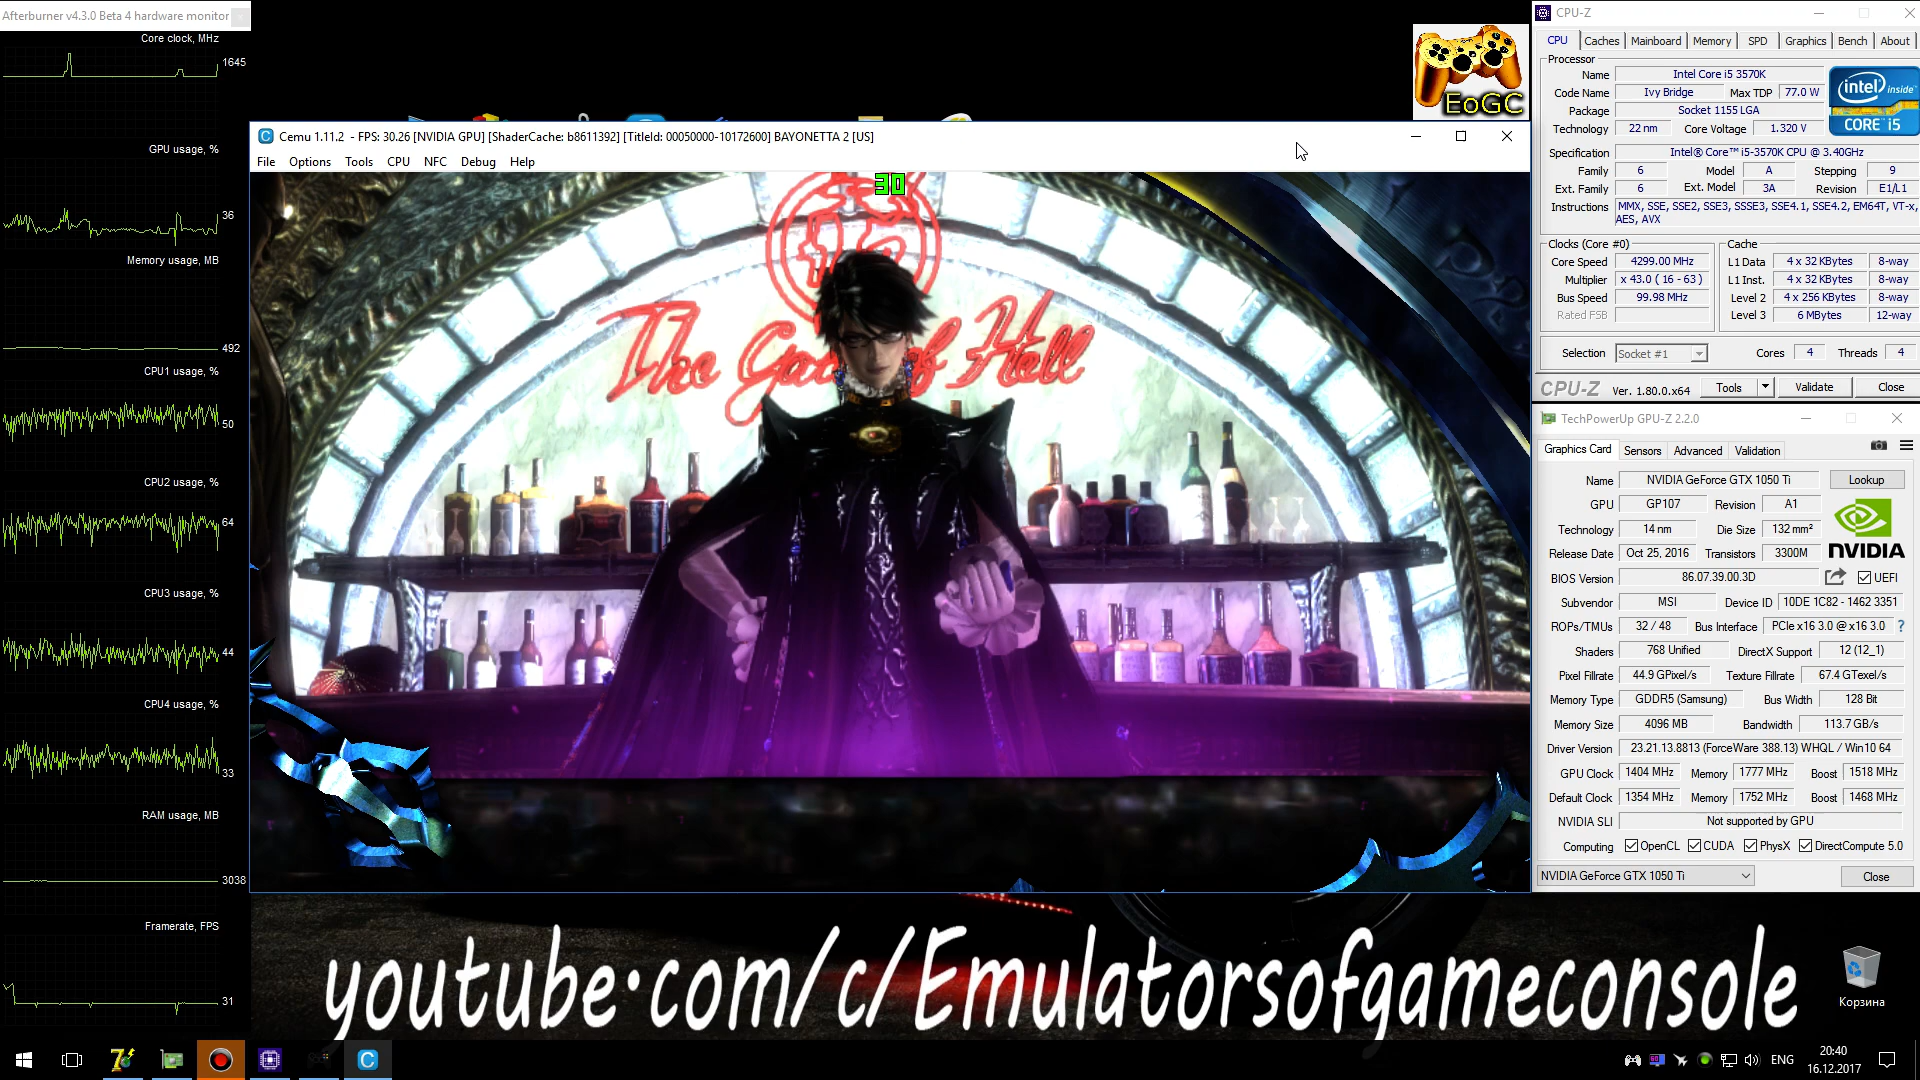 Afterburner v4.3.0 Beta 4 hardware monitor
Core clock, MHz
1645
GPU usage, %
36
Memory usage, MB
492
CPU1 usage, %
50
CPU2 usage, %
64
CPU3 usage, %
44
CPU4 usage, %
33
RAM usage, MB
3038
Framerate, FPS
31
EoGC
Cemu 1.11.2 - FPS: 30.26 [NVIDIA GPU] [ShaderCache: b8611392] [TitleId: 00050000-10172600] BAYONETTA 2 [US]
File Options Tools CPU NFC Debug Help
30
The Gates of Hell
CPU-Z
CPU Caches Mainboard Memory SPD Graphics Bench About
Processor
Name Intel Core i5 3570K
Code Name Ivy Bridge Max TDP 77.0 W
Package Socket 1155 LGA
Technology 22 nm Core Voltage 1.320 V
intel inside™
CORE i5
Specification Intel® Core™ i5-3570K CPU @ 3.40GHz
Family 6 Model A Stepping 9
Ext. Family 6 Ext. Model 3A Revision E1/L1
Instructions MMX, SSE, SSE2, SSE3, SSSE3, SSE4.1, SSE4.2, EM64T, VT-x,
AES, AVX
Clocks (Core #0) Cache
Core Speed 4299.00 MHz L1 Data 4 x 32 KBytes 8-way
Multiplier x 43.0 ( 16 - 63 ) L1 Inst. 4 x 32 KBytes 8-way
Bus Speed 99.98 MHz Level 2 4 x 256 KBytes 8-way
Rated FSB Level 3 6 MBytes 12-way
Selection Socket #1 Cores 4 Threads 4
CPU-Z Ver. 1.80.0.x64 Tools Validate Close
TechPowerUp GPU-Z 2.2.0
Graphics Card Sensors Advanced Validation
Name NVIDIA GeForce GTX 1050 Ti Lookup
GPU GP107 Revision A1
Technology 14 nm Die Size 132 mm²
Release Date Oct 25, 2016 Transistors 3300M
NVIDIA
BIOS Version 86.07.39.00.3D UEFI
Subvendor MSI Device ID 10DE 1C82 - 1462 3351
ROPs/TMUs 32 / 48 Bus Interface PCIe x16 3.0 @ x16 3.0 ?
Shaders 768 Unified DirectX Support 12 (12_1)
Pixel Fillrate 44.9 GPixel/s Texture Fillrate 67.4 GTexel/s
Memory Type GDDR5 (Samsung) Bus Width 128 Bit
Memory Size 4096 MB Bandwidth 113.7 GB/s
Driver Version 23.21.13.8813 (ForceWare 388.13) WHQL / Win10 64
GPU Clock 1404 MHz Memory 1777 MHz Boost 1518 MHz
Default Clock 1354 MHz Memory 1752 MHz Boost 1468 MHz
NVIDIA SLI Not supported by GPU
Computing OpenCL CUDA PhysX DirectCompute 5.0
NVIDIA GeForce GTX 1050 Ti Close
youtube.com/c/Emulatorsofgameconsole
Корзина
ENG
20:40
16.12.2017